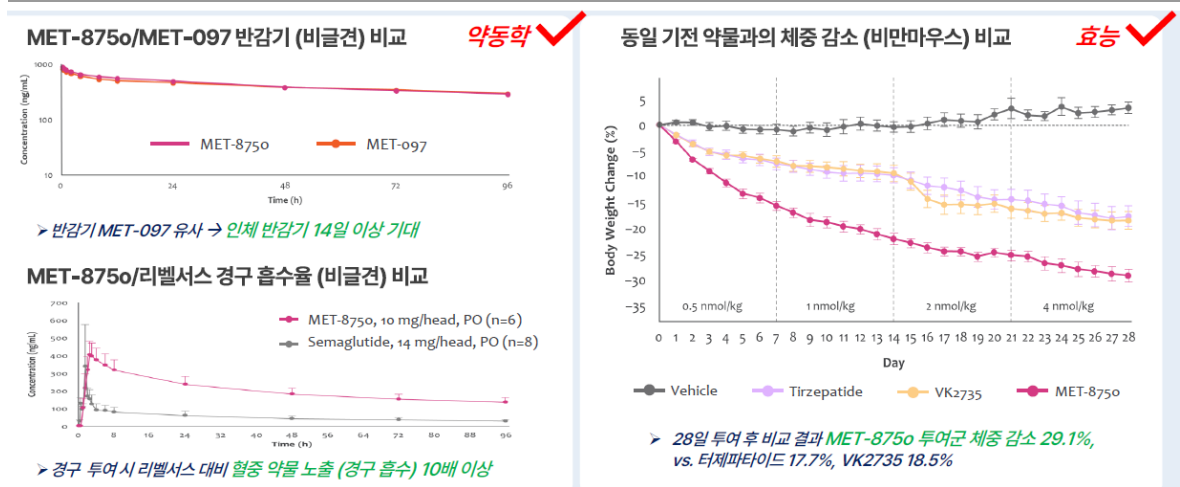 MET-875o/MET-097 반감기 (비글견) 비교
약동학
Concentration (ng/mL)
1000
100
10
MET-875o
MET-097
0
24
48
72
96
Time (h)
➤ 반감기 MET-097 유사 → 인체 반감기 14일 이상 기대
MET-875o/리벨서스 경구 흡수율 (비글견) 비교
Concentration (ng/mL)
700
600
500
400
300
200
100
0
MET-875o, 10 mg/head, PO (n=6)
Semaglutide, 14 mg/head, PO (n=8)
0 8 16 24 32 40 48 56 64 72 80 88 96
Time (h)
➤ 경구 투여 시 리벨서스 대비 혈중 약물 노출 (경구 흡수) 10배 이상
동일 기전 약물과의 체중 감소 (비만마우스) 비교
효능
Body Weight Change (%)
5
0
−5
−10
−15
−20
−25
−30
−35
0.5 nmol/kg
1 nmol/kg
2 nmol/kg
4 nmol/kg
0 1 2 3 4 5 6 7 8 9 10 11 12 13 14 15 16 17 18 19 20 21 22 23 24 25 26 27 28
Day
Vehicle
Tirzepatide
VK2735
MET-875o
➤ 28일 투여 후 비교 결과 MET-875o 투여군 체중 감소 29.1%,
vs. 터제파타이드 17.7%, VK2735 18.5%